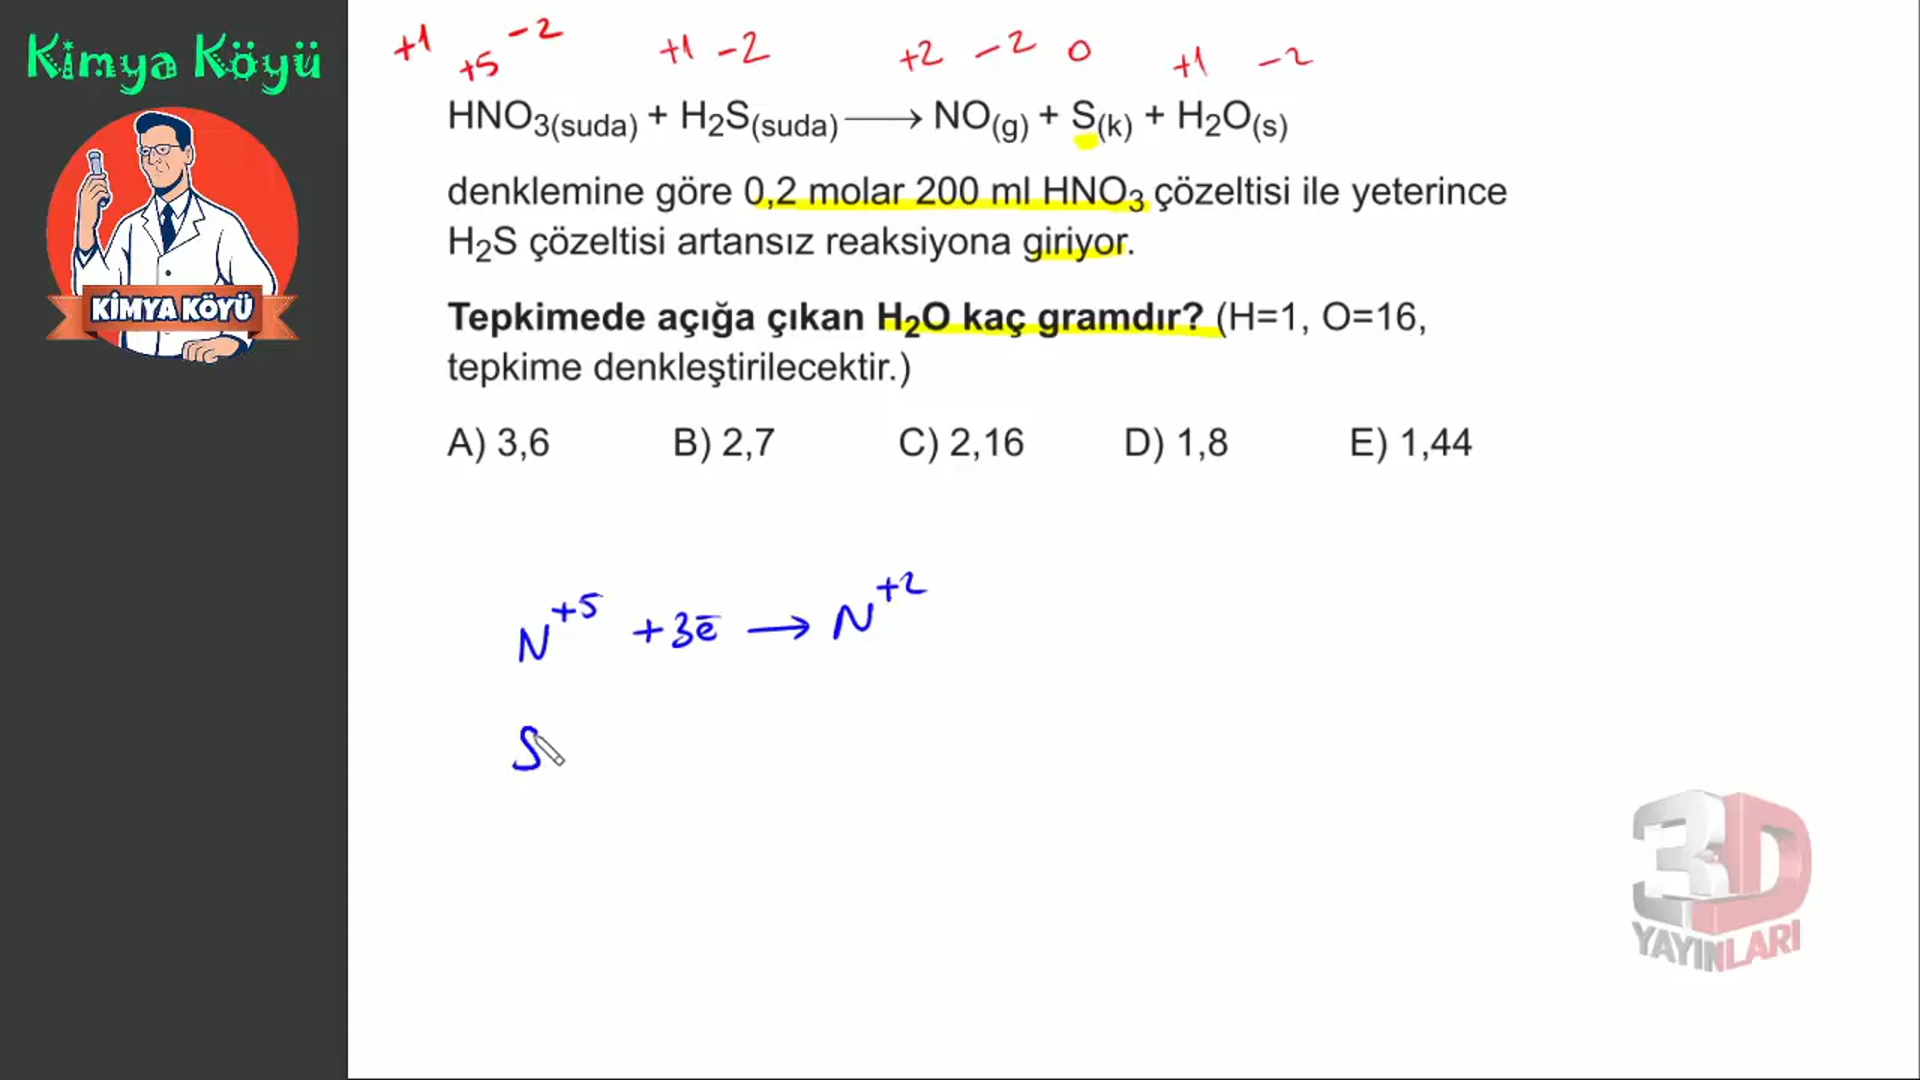 Kimya Köyü
KİMYA KÖYÜ
+1 +5 -2 +1 -2 +2 -2 0 +1 -2
HNO3(suda) + H2S(suda) ⟶ NO(g) + S(k) + H2O(s)
denklemine göre 0,2 molar 200 ml HNO3 çözeltisi ile yeterince
H2S çözeltisi artansız reaksiyona giriyor.
Tepkimede açığa çıkan H2O kaç gramdır? (H=1, O=16,
tepkime denkleştirilecektir.)
A) 3,6 B) 2,7 C) 2,16 D) 1,8 E) 1,44
N+5 +3ē ⟶ N+2
S
3D
YAYINLARI